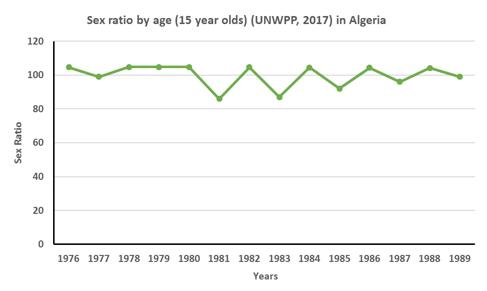 Sex ratio by age (15 year olds) (UNWPP, 2017) in Algeria
120
100
80
60
40
20
0
Sex Ratio
1976 1977 1978 1979 1980 1981 1982 1983 1984 1985 1986 1987 1988 1989
Years